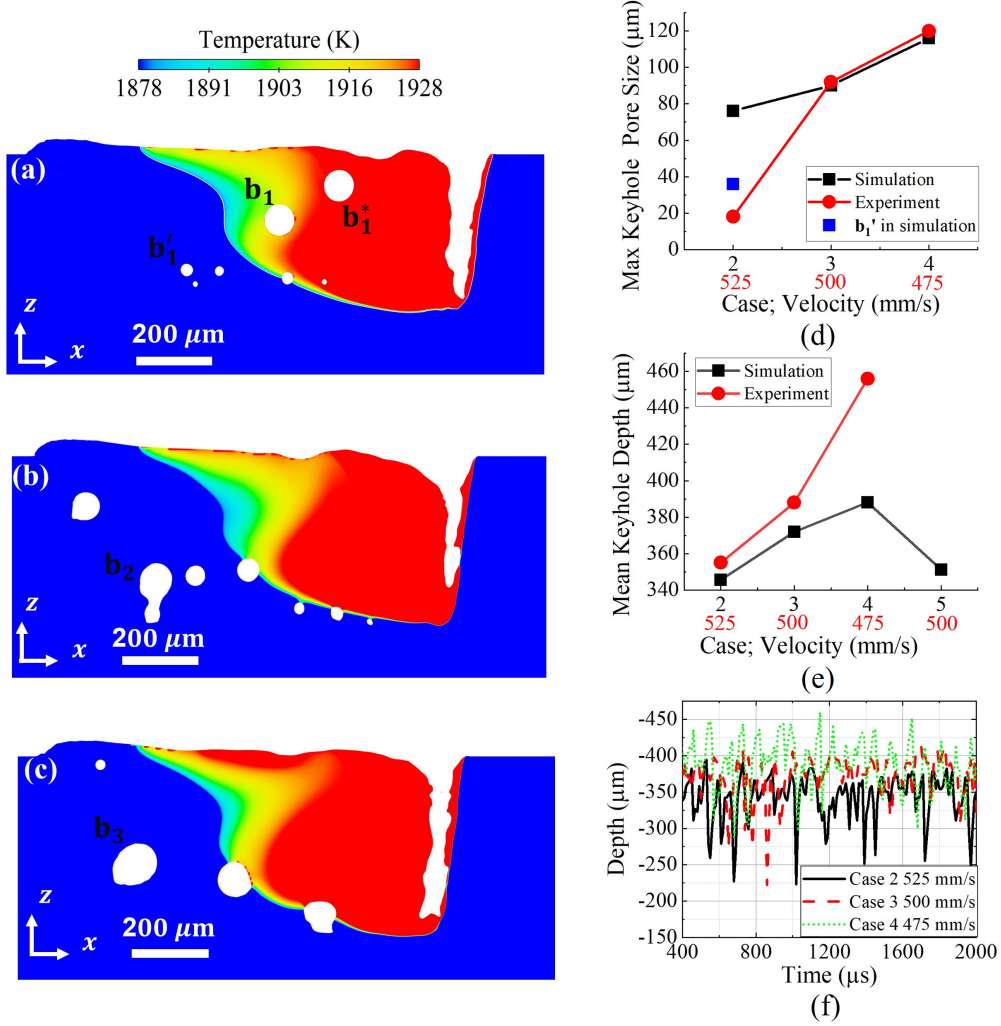 Temperature (K)
1878 1891 1903 1916 1928
(a)
b₁
b₁*
b₁′
z
x
200 μm
(b)
b₂
z
x
200 μm
(c)
b₃
z
x
200 μm
Max Keyhole Pore Size (μm)
120
100
80
60
40
20
0
Simulation
Experiment
b₁' in simulation
2 3 4
525 500 475
Case; Velocity (mm/s)
(d)
Mean Keyhole Depth (μm)
460
440
420
400
380
360
340
Simulation
Experiment
2 3 4 5
525 500 475 500
Case; Velocity (mm/s)
(e)
Depth (μm)
-450
-400
-350
-300
-250
-200
-150
Case 2 525 mm/s
Case 3 500 mm/s
Case 4 475 mm/s
400 800 1200 1600 2000
Time (μs)
(f)